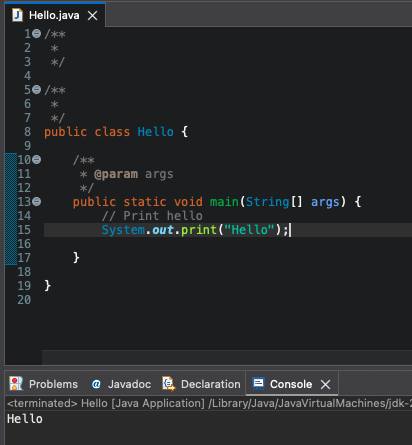 Hello.java
1 /**
2  *
3  */
4
5 /**
6  *
7  */
8 public class Hello {
9
10     /**
11      * @param args
12      */
13     public static void main(String[] args) {
14         // Print hello
15         System.out.print("Hello");
16
17     }
18
19 }
20
Problems Javadoc Declaration Console
<terminated> Hello [Java Application] /Library/Java/JavaVirtualMachines/jdk-2
Hello